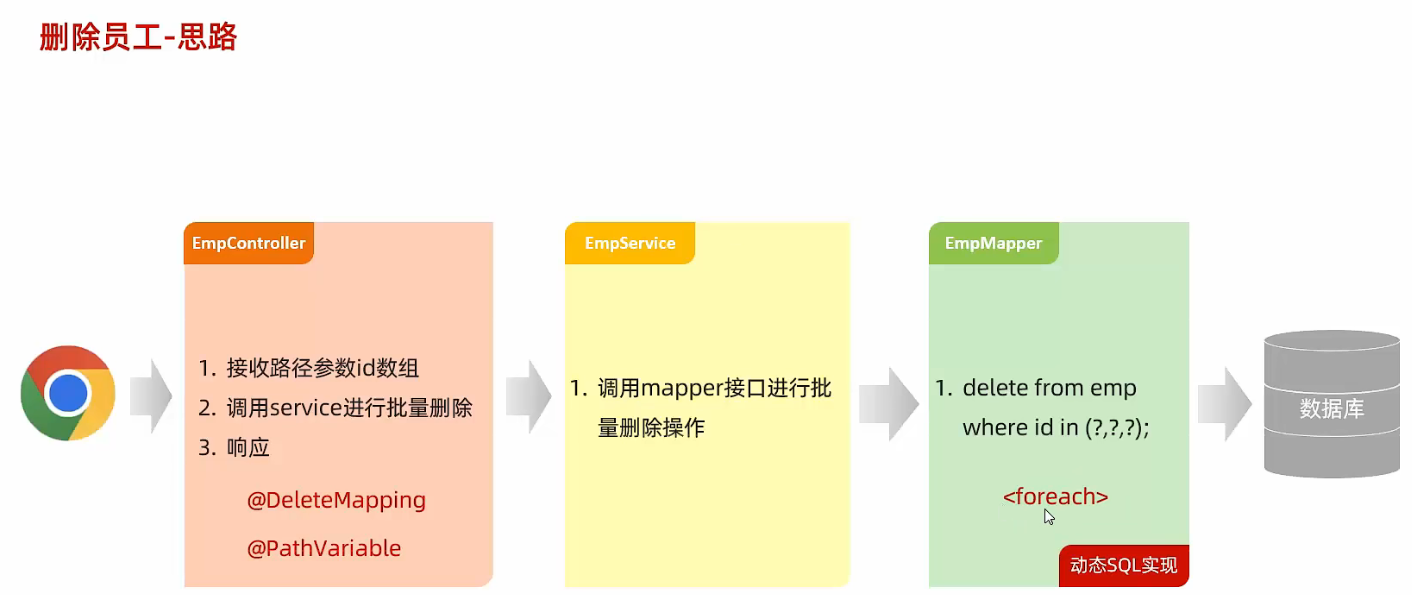 删除员工-思路
EmpController
1. 接收路径参数id数组
2. 调用service进行批量删除
3. 响应
@DeleteMapping
@PathVariable
EmpService
1. 调用mapper接口进行批
量删除操作
EmpMapper
1. delete from emp
where id in (?,?,?);
<foreach>
动态SQL实现
数据库